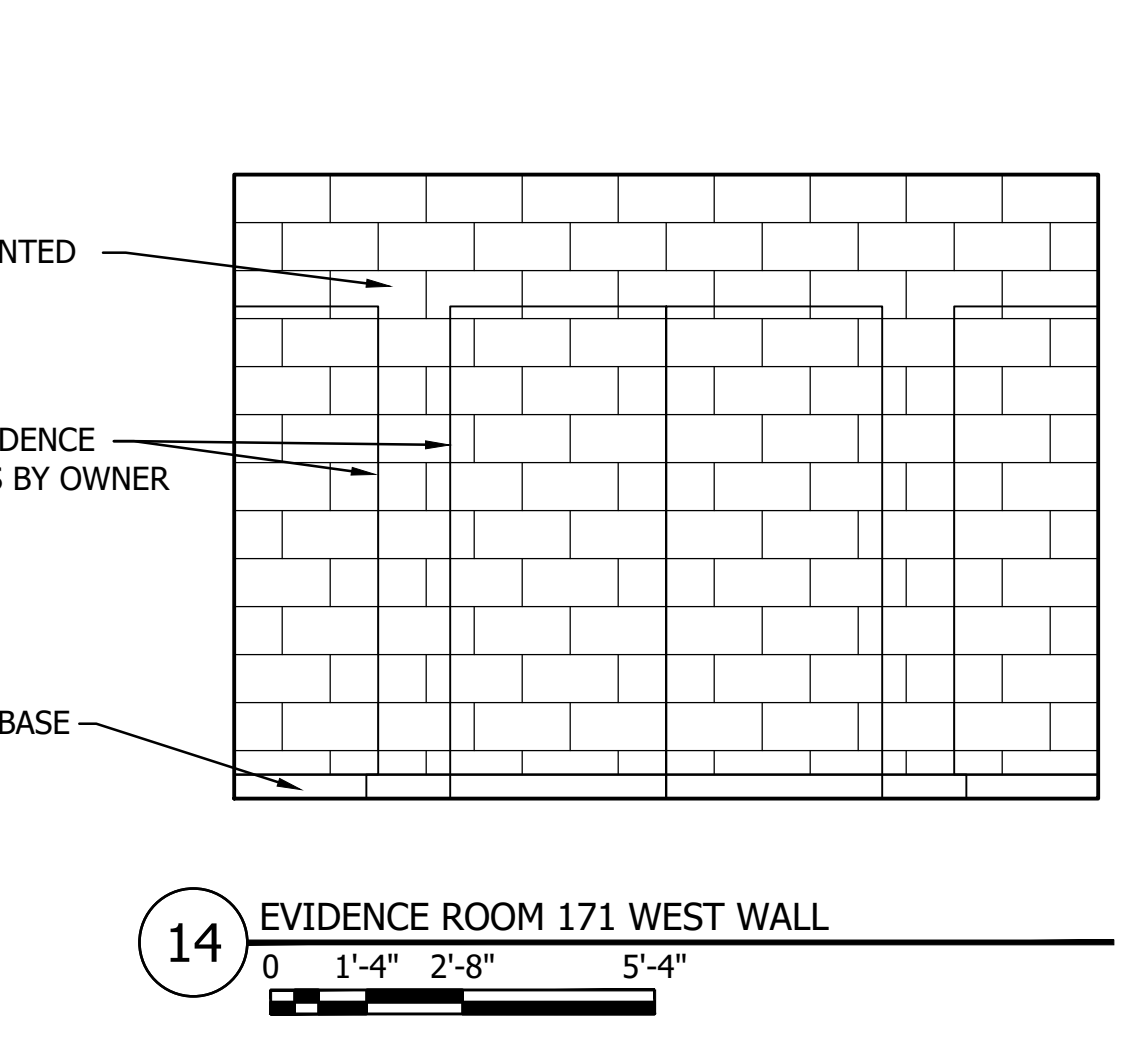 NTED
DENCE
S BY OWNER
BASE
14
EVIDENCE ROOM 171 WEST WALL
0 1'-4" 2'-8" 5'-4"